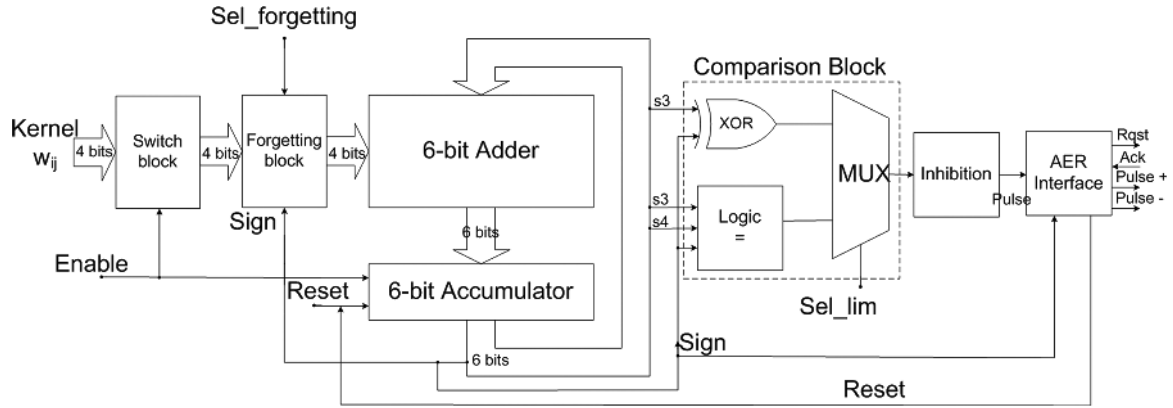 Sel_forgetting
Kernel
wij
4 bits
Switch
block
4 bits
Forgetting
block
4 bits
6-bit Adder
Sign
6 bits
Enable
Reset
6-bit Accumulator
6 bits
Comparison Block
s3
XOR
s3
s4
Logic
=
MUX
Sel_lim
Inhibition
Pulse
AER
Interface
Rqst
Ack
Pulse +
Pulse -
Sign
Reset